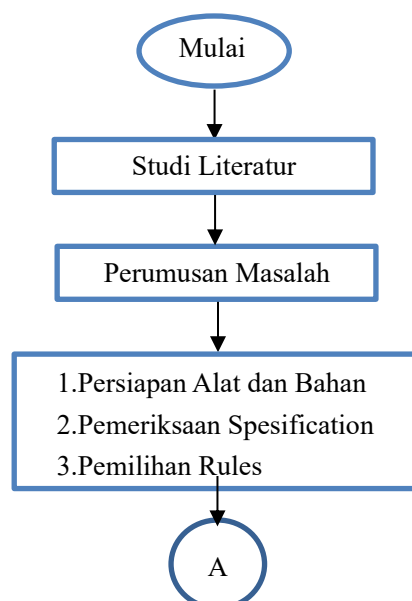 Mulai
Studi Literatur
Perumusan Masalah
1.Persiapan Alat dan Bahan
2.Pemeriksaan Spesification
3.Pemilihan Rules
A